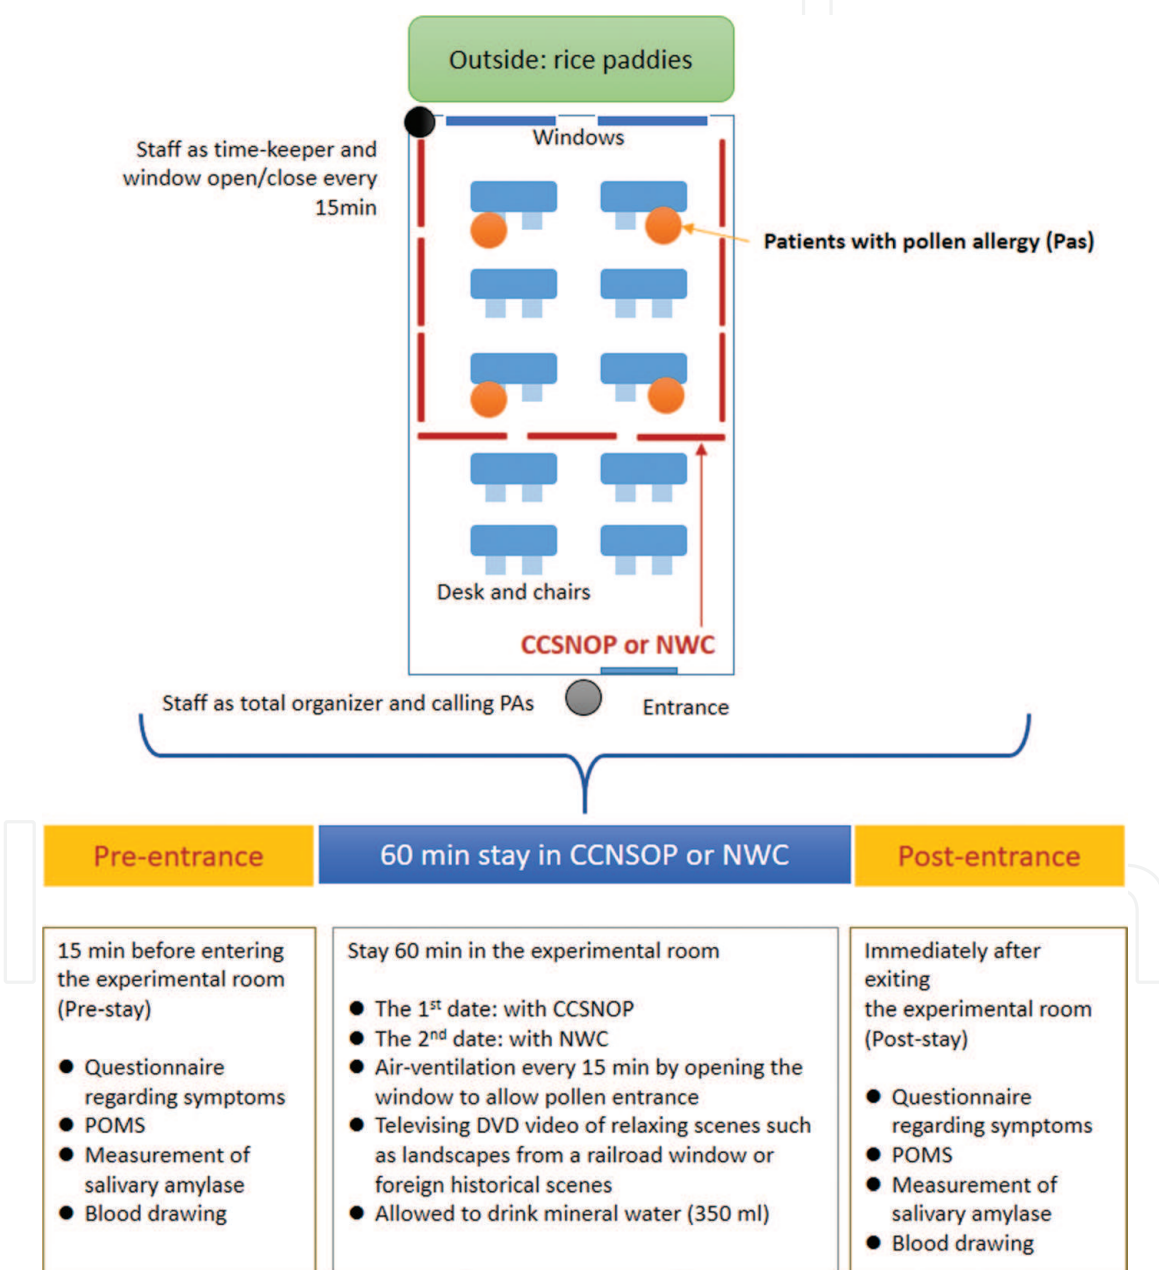 Outside: rice paddies
Windows
Staff as time-keeper and
window open/close every
15min
Patients with pollen allergy (Pas)
Desk and chairs
CCSNOP or NWC
Staff as total organizer and calling PAs
Entrance
Pre-entrance
60 min stay in CCNSOP or NWC
Post-entrance
15 min before entering
the experimental room
(Pre-stay)
● Questionnaire
regarding symptoms
● POMS
● Measurement of
salivary amylase
● Blood drawing
Stay 60 min in the experimental room
● The 1st date: with CCSNOP
● The 2nd date: with NWC
● Air-ventilation every 15 min by opening the
window to allow pollen entrance
● Televising DVD video of relaxing scenes such
as landscapes from a railroad window or
foreign historical scenes
● Allowed to drink mineral water (350 ml)
Immediately after
exiting
the experimental room
(Post-stay)
● Questionnaire
regarding symptoms
● POMS
● Measurement of
salivary amylase
● Blood drawing